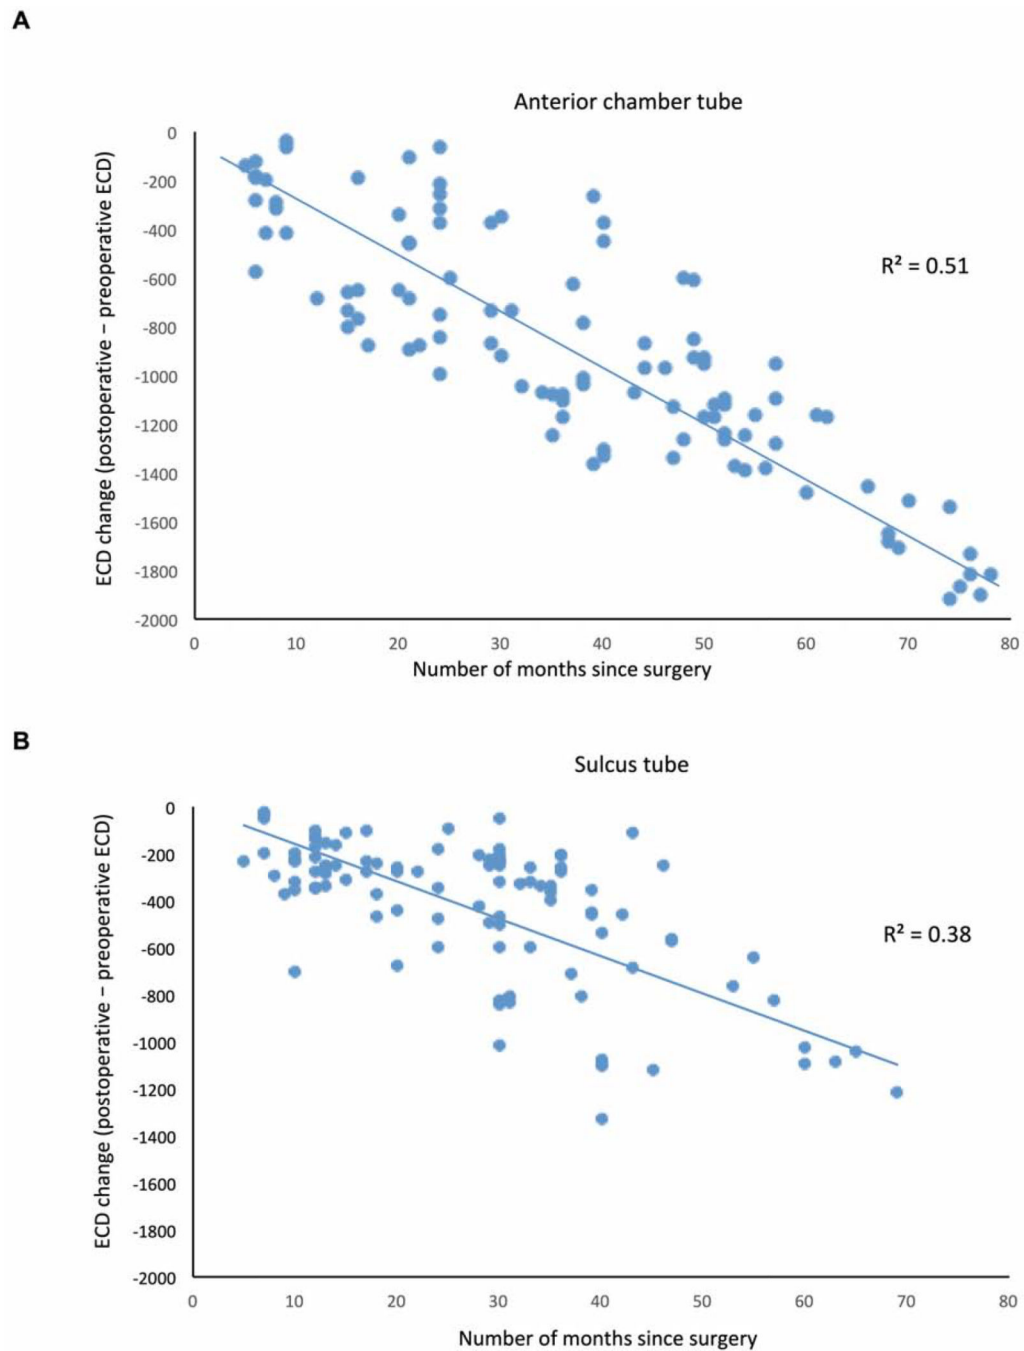 A
Anterior chamber tube
ECD change (postoperative – preoperative ECD)
0
-200
-400
-600
-800
-1000
-1200
-1400
-1600
-1800
-2000
R² = 0.51
0 10 20 30 40 50 60 70 80
Number of months since surgery
B
Sulcus tube
ECD change (postoperative – preoperative ECD)
0
-200
-400
-600
-800
-1000
-1200
-1400
-1600
-1800
-2000
R² = 0.38
0 10 20 30 40 50 60 70 80
Number of months since surgery